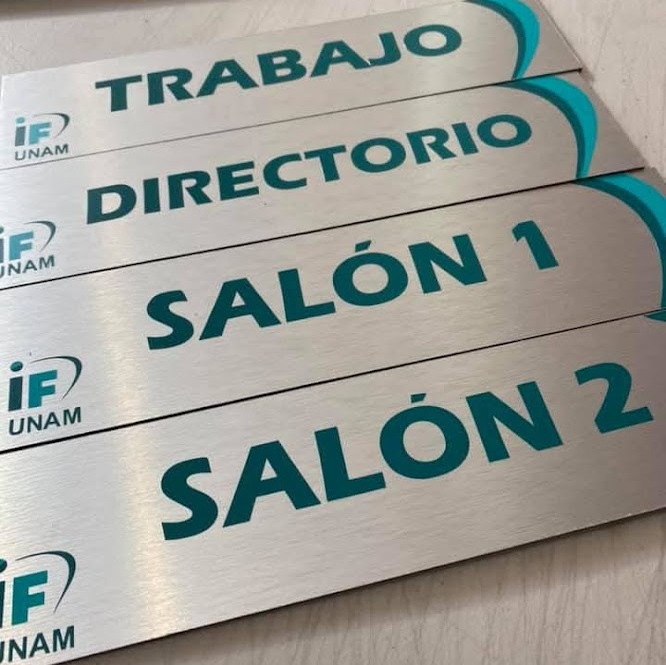 TRABAJO
iF
UNAM
DIRECTORIO
iF
UNAM
SALÓN 1
iF
UNAM
SALÓN 2
iF
UNAM